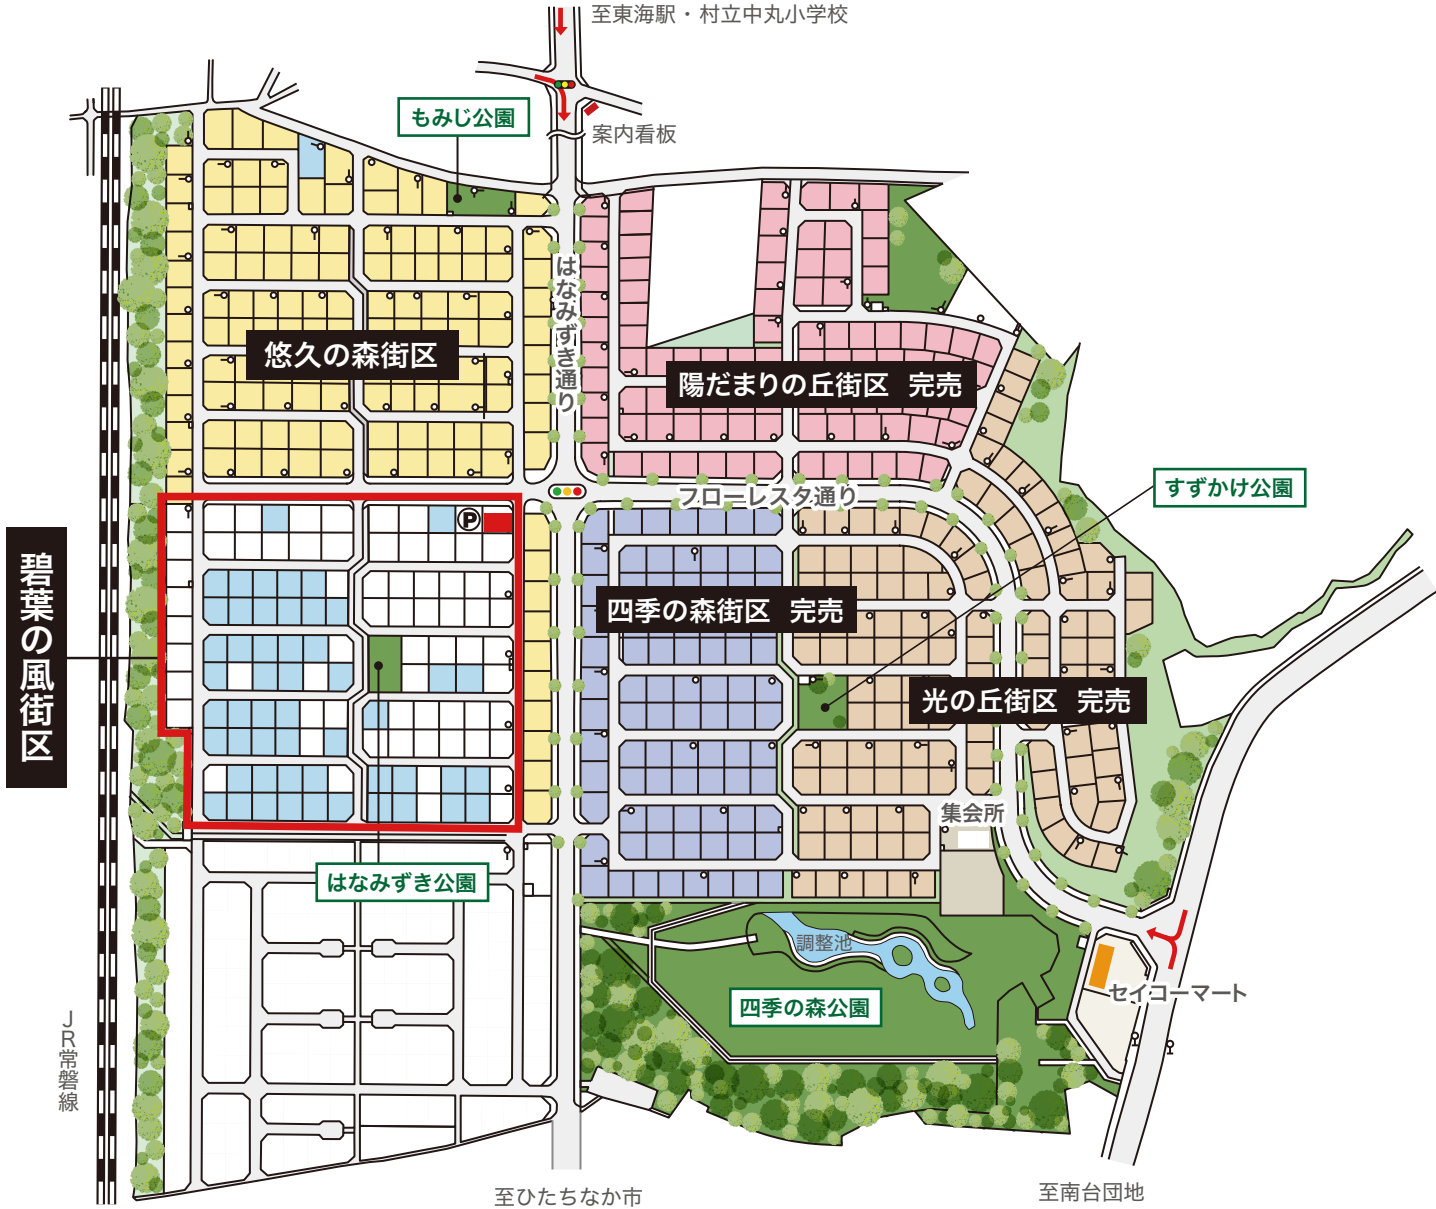 至東海駅・村立中丸小学校
もみじ公園
案内看板
はなみずき通り
悠久の森街区
陽だまりの丘街区 完売
フローレスタ通り
すずかけ公園
P
碧葉の風街区
四季の森街区 完売
光の丘街区 完売
集会所
はなみずき公園
調整池
四季の森公園
セイコーマート
JR常磐線
至ひたちなか市
至南台団地